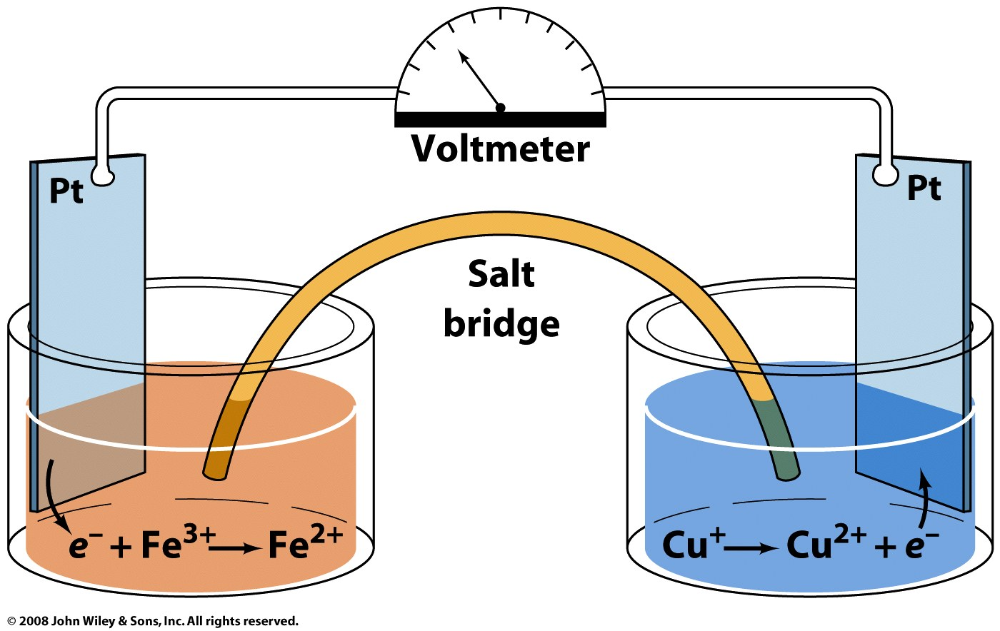 Voltmeter
Pt
Pt
Salt
bridge
e⁻ + Fe³⁺ → Fe²⁺
Cu⁺ → Cu²⁺ + e⁻
© 2008 John Wiley & Sons, Inc. All rights reserved.